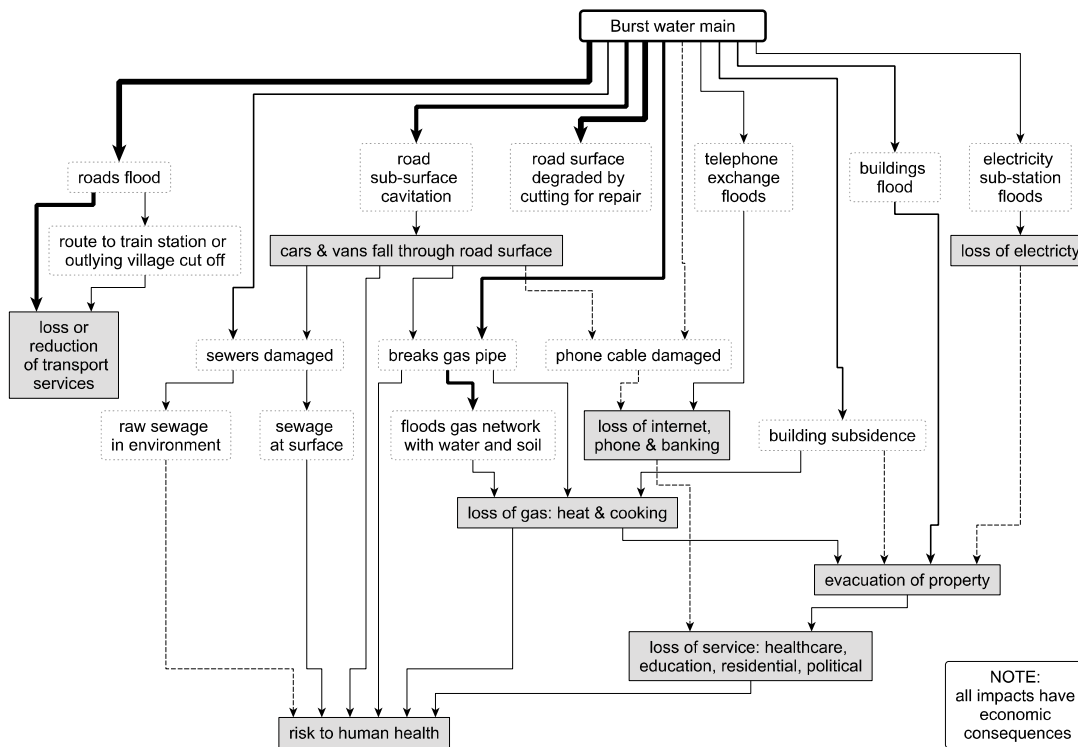 Burst water main
roads flood
road
sub-surface
cavitation
road surface
degraded by
cutting for repair
telephone
exchange
floods
buildings
flood
electricity
sub-station
floods
route to train station or
outlying village cut off
cars & vans fall through road surface
loss of electricty
loss or
reduction
of transport
services
sewers damaged
breaks gas pipe
phone cable damaged
raw sewage
in environment
sewage
at surface
floods gas network
with water and soil
loss of internet,
phone & banking
building subsidence
loss of gas: heat & cooking
evacuation of property
loss of service: healthcare,
education, residential, political
risk to human health
NOTE:
all impacts have
economic
consequences